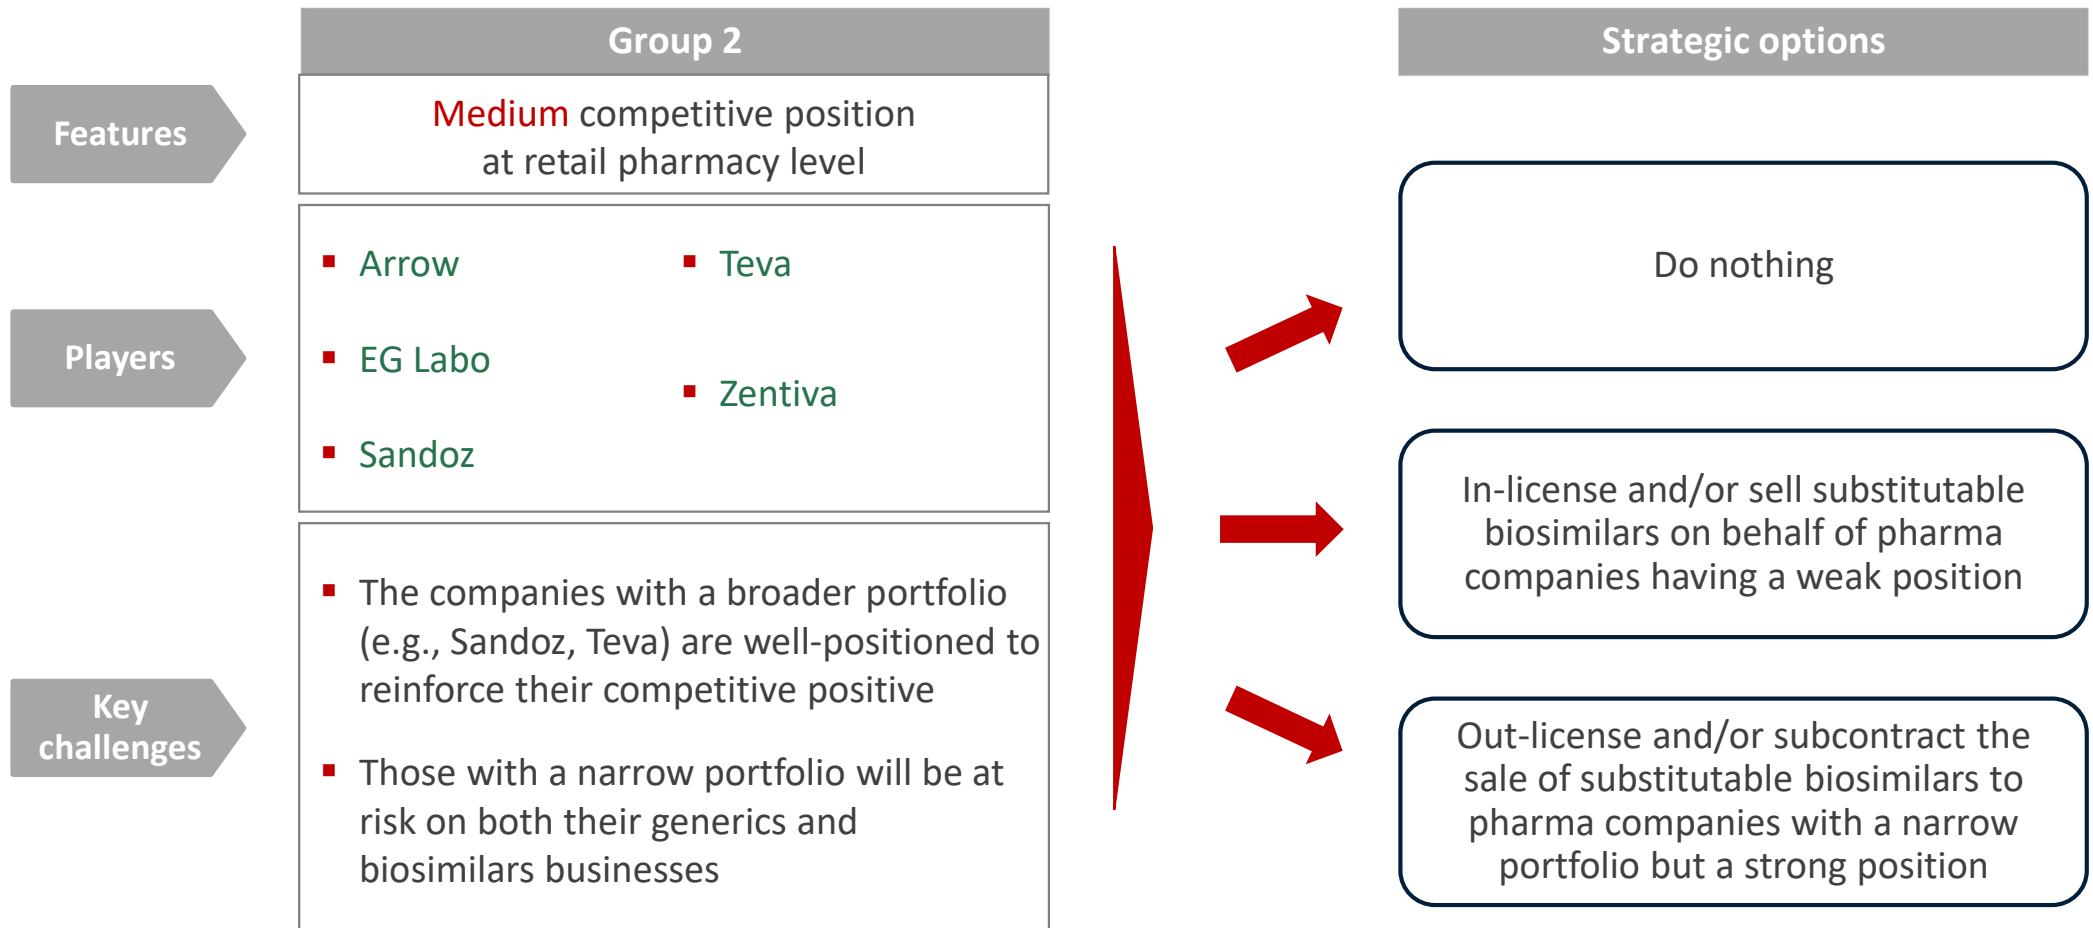 Group 2
Strategic options
Features
Medium competitive position
at retail pharmacy level
Players
▪ Arrow
▪ EG Labo
▪ Sandoz
▪ Teva
▪ Zentiva
Key
challenges
▪ The companies with a broader portfolio
(e.g., Sandoz, Teva) are well-positioned to
reinforce their competitive positive
▪ Those with a narrow portfolio will be at
risk on both their generics and
biosimilars businesses
Do nothing
In-license and/or sell substitutable
biosimilars on behalf of pharma
companies having a weak position
Out-license and/or subcontract the
sale of substitutable biosimilars to
pharma companies with a narrow
portfolio but a strong position